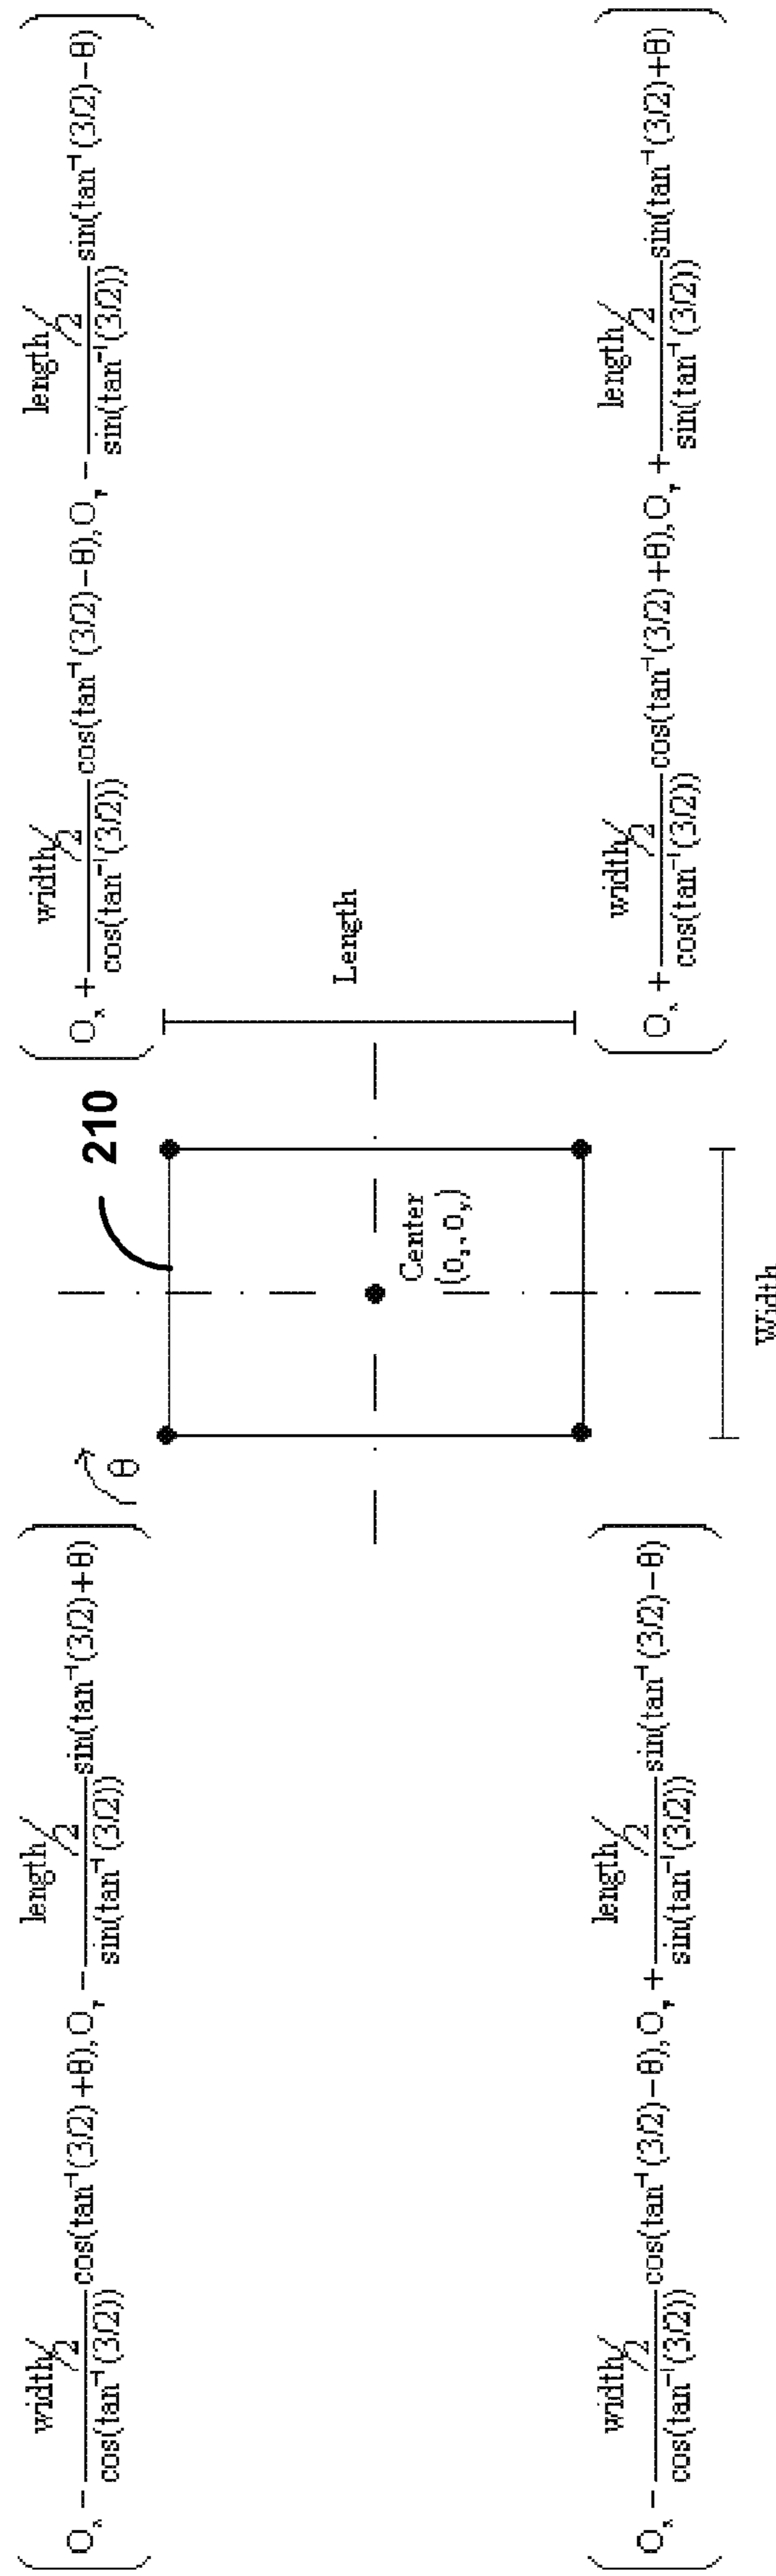 (O_x − (width/2)/cos(tan⁻¹(3/2)) cos(tan⁻¹(3/2)+θ), O_y − (length/2)/sin(tan⁻¹(3/2)) sin(tan⁻¹(3/2)+θ))
(O_x + (width/2)/cos(tan⁻¹(3/2)) cos(tan⁻¹(3/2)−θ), O_y − (length/2)/sin(tan⁻¹(3/2)) sin(tan⁻¹(3/2)−θ))
θ
210
Center
(O_x, O_y)
Length
(O_x − (width/2)/cos(tan⁻¹(3/2)) cos(tan⁻¹(3/2)−θ), O_y + (length/2)/sin(tan⁻¹(3/2)) sin(tan⁻¹(3/2)−θ))
(O_x + (width/2)/cos(tan⁻¹(3/2)) cos(tan⁻¹(3/2)+θ), O_y + (length/2)/sin(tan⁻¹(3/2)) sin(tan⁻¹(3/2)+θ))
Width